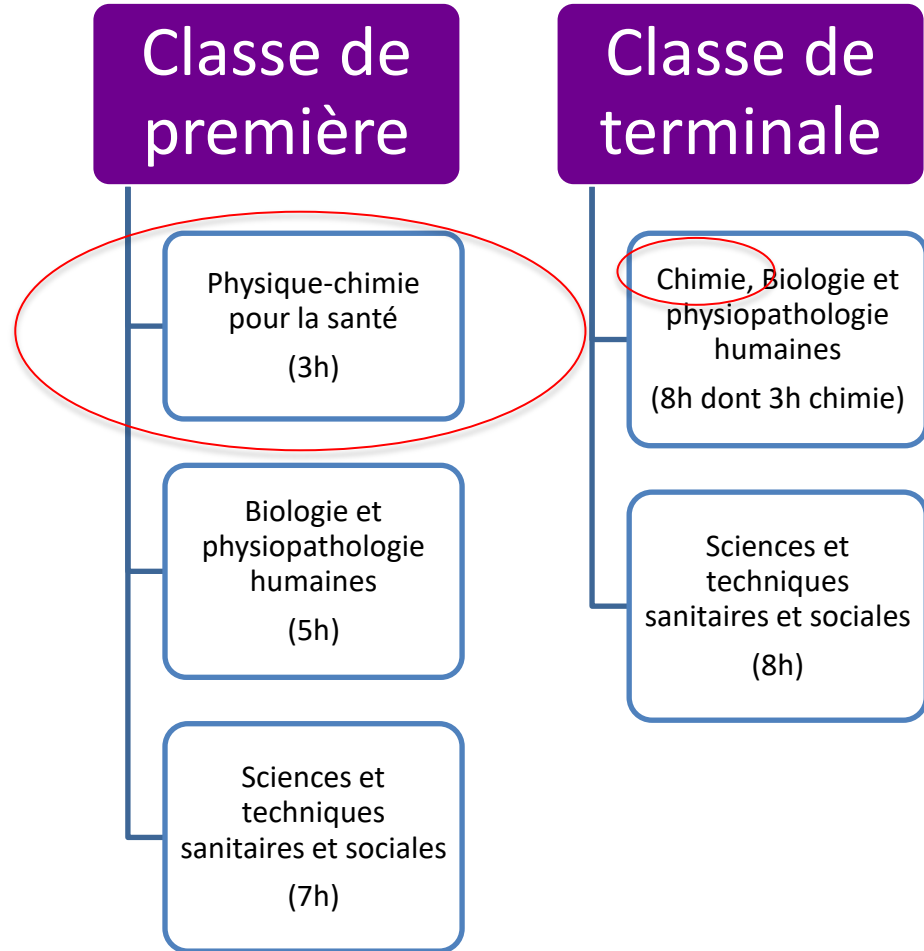 Classe de
première
Physique-chimie
pour la santé
(3h)
Biologie et
physiopathologie
humaines
(5h)
Sciences et
techniques
sanitaires et sociales
(7h)
Classe de
terminale
Chimie, Biologie et
physiopathologie
humaines
(8h dont 3h chimie)
Sciences et
techniques
sanitaires et sociales
(8h)